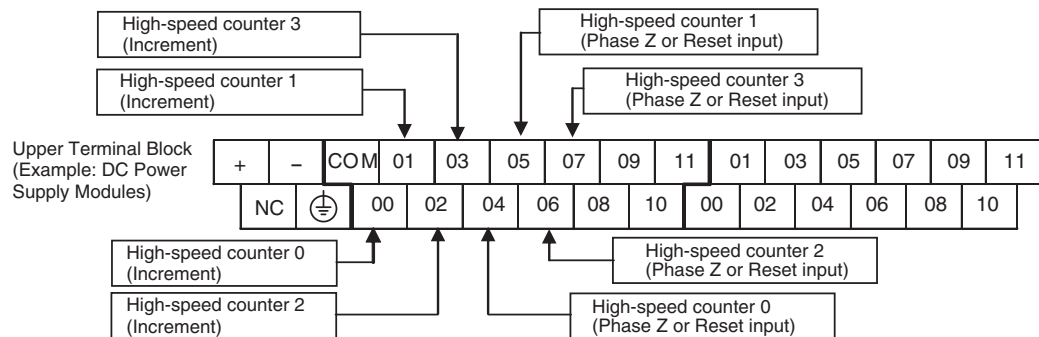 High-speed counter 3
(Increment)
High-speed counter 1
(Phase Z or Reset input)
High-speed counter 1
(Increment)
High-speed counter 3
(Phase Z or Reset input)
Upper Terminal Block
(Example: DC Power
Supply Modules)
+ − COM 01 03 05 07 09 11 01 03 05 07 09 11
NC 00 02 04 06 08 10 00 02 04 06 08 10
High-speed counter 0
(Increment)
High-speed counter 2
(Phase Z or Reset input)
High-speed counter 2
(Increment)
High-speed counter 0
(Phase Z or Reset input)